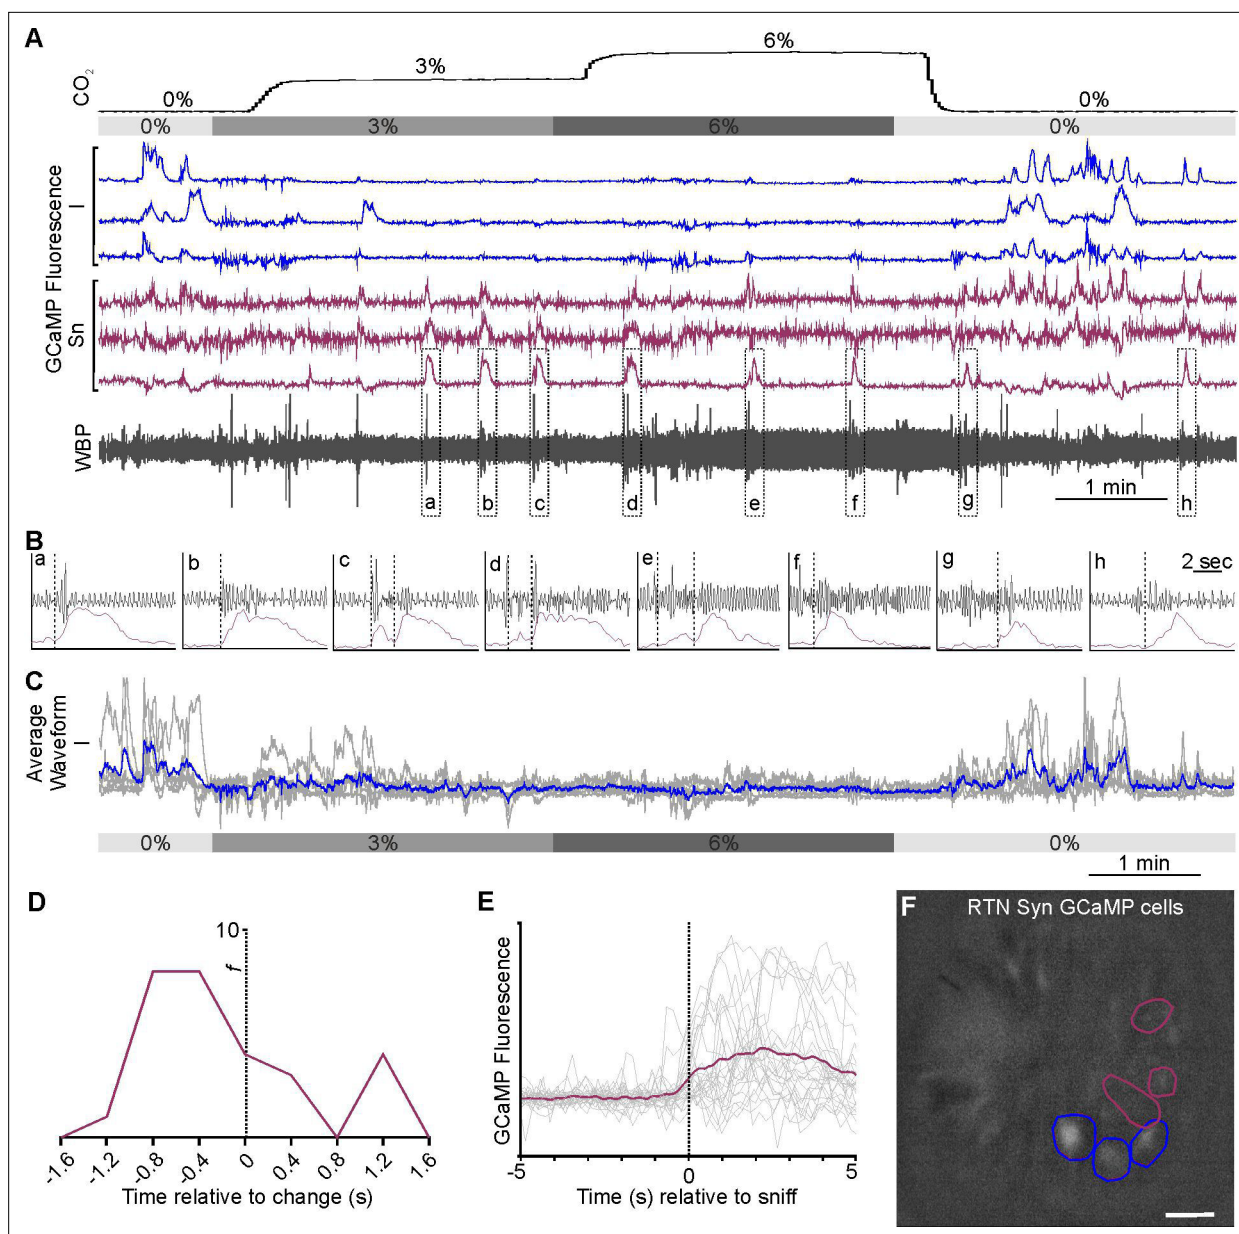 A
CO2
0%
3%
6%
0%
0%
3%
6%
0%
GCaMP Fluorescence
I
Sn
WBP
a
b
c
d
e
f
g
h
1 min
B
a
b
c
d
e
f
g
h
2 sec
C
Average
Waveform
I
0%
3%
6%
0%
1 min
D
10
f
-1.6
-1.2
-0.8
-0.4
0
0.4
0.8
1.2
1.6
Time relative to change (s)
E
GCaMP Fluorescence
-5
0
5
Time (s) relative to sniff
F
RTN Syn GCaMP cells